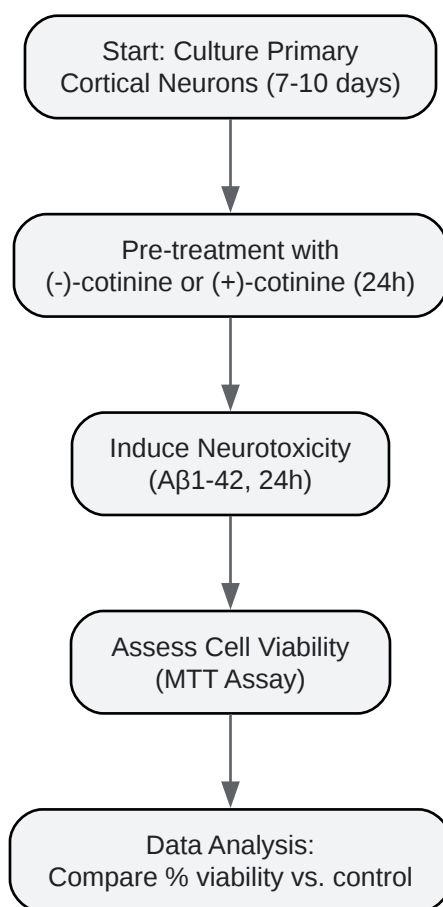 Start: Culture Primary
Cortical Neurons (7-10 days)
Pre-treatment with
(-)-cotinine or (+)-cotinine (24h)
Induce Neurotoxicity
(Aβ1-42, 24h)
Assess Cell Viability
(MTT Assay)
Data Analysis:
Compare % viability vs. control